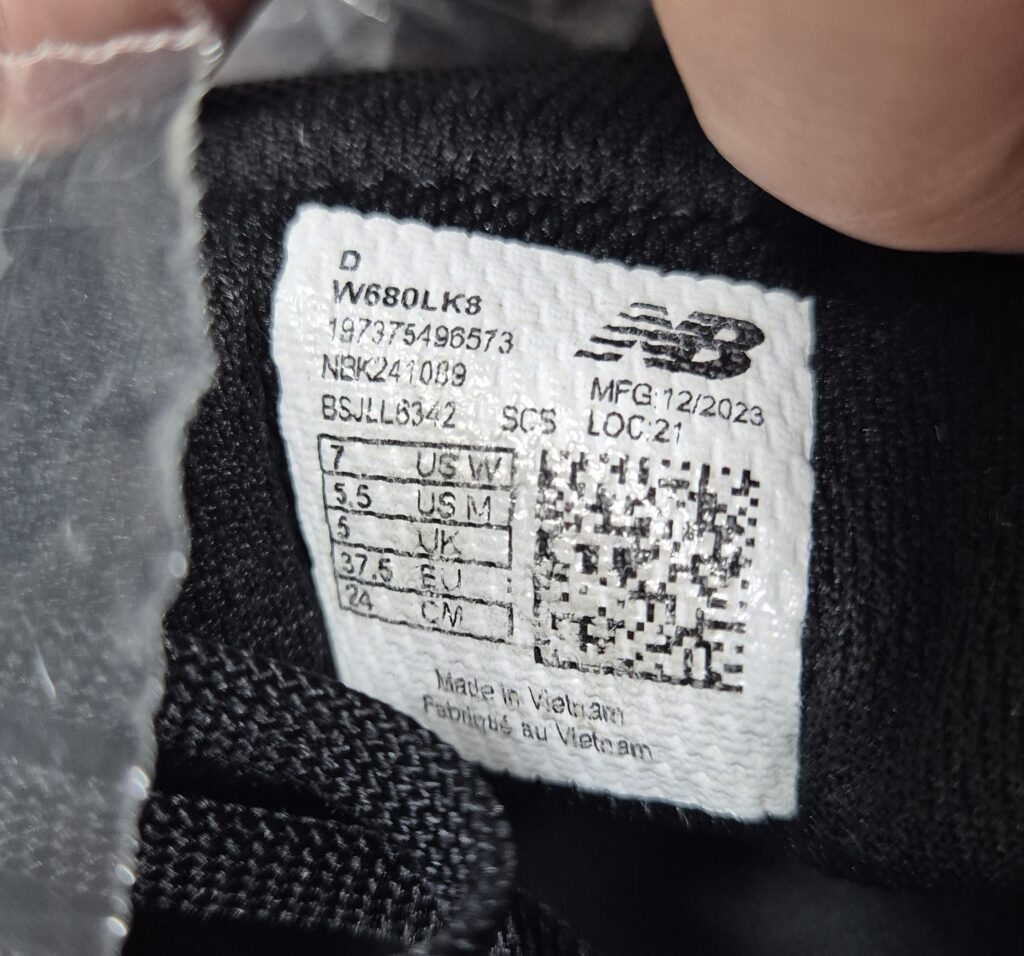 D
W680LK8
197375496573
NBK241089
BSJLL6342 SCS
NB
MFG:12/2023
LOC:21
7 US W
5.5 US M
5 UK
37.5 EU
24 CM
Made in Vietnam
Fabriqué au Vietnam